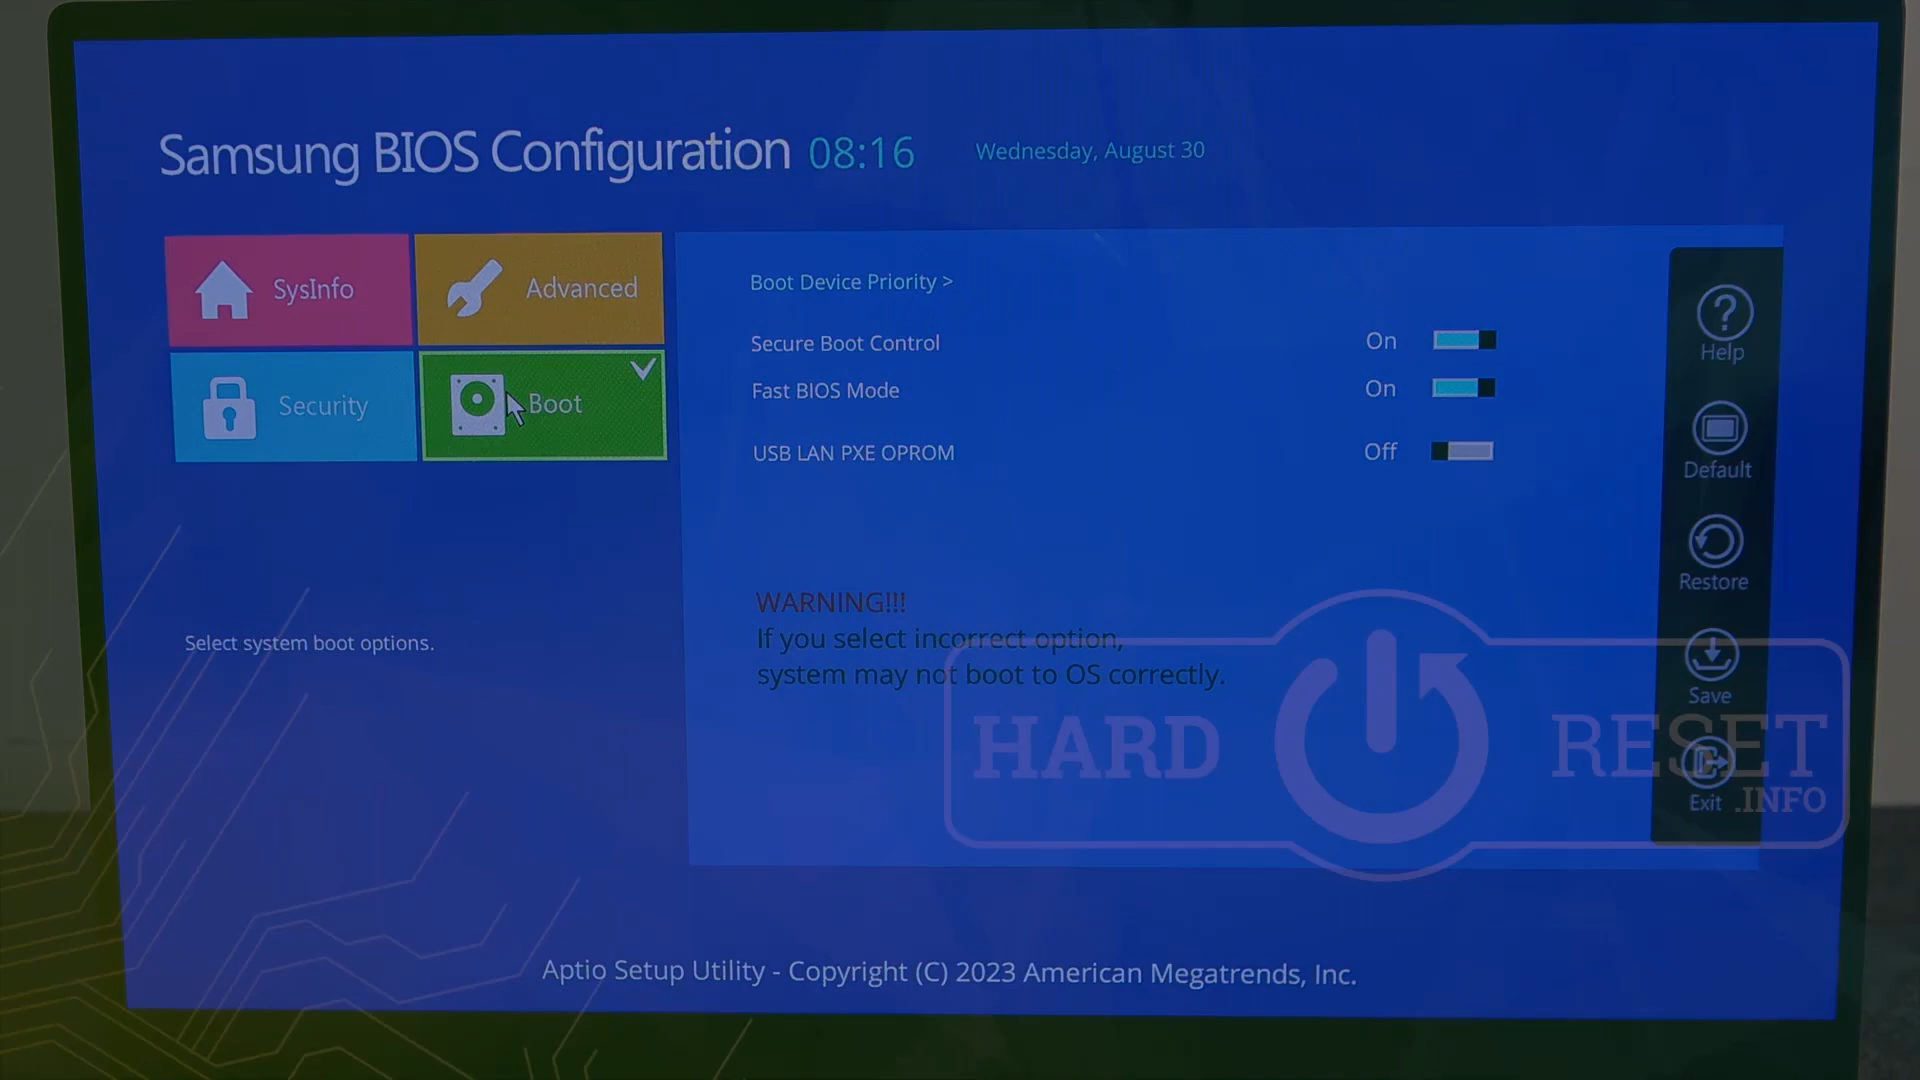 Samsung BIOS Configuration 08:16 Wednesday, August 30
SysInfo
Advanced
Security
Boot
Select system boot options.
Boot Device Priority >
Secure Boot Control On
Fast BIOS Mode On
USB LAN PXE OPROM Off
WARNING!!!
If you select incorrect option,
system may not boot to OS correctly.
Help
Default
Restore
Save
Exit
HARD RESET
.INFO
Aptio Setup Utility - Copyright (C) 2023 American Megatrends, Inc.